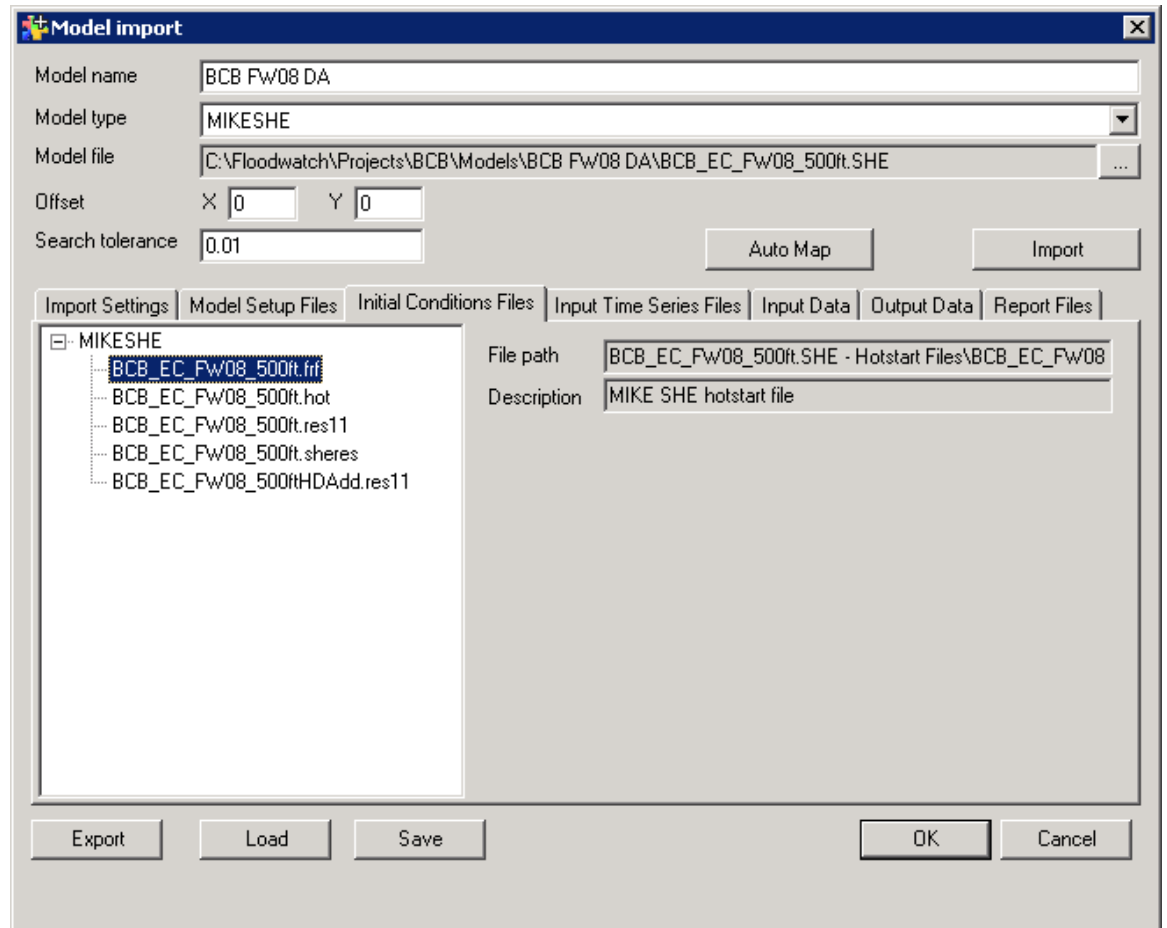 Model import
Model name BCB FW08 DA
Model type MIKESHE
Model file C:\Floodwatch\Projects\BCB\Models\BCB FW08 DA\BCB_EC_FW08_500ft.SHE ...
Offset X 0 Y 0
Search tolerance 0.01 Auto Map Import
Import Settings Model Setup Files Initial Conditions Files Input Time Series Files Input Data Output Data Report Files
MIKESHE
BCB_EC_FW08_500ft.frf
BCB_EC_FW08_500ft.hot
BCB_EC_FW08_500ft.res11
BCB_EC_FW08_500ft.sheres
BCB_EC_FW08_500ftHDAdd.res11
File path BCB_EC_FW08_500ft.SHE - Hotstart Files\BCB_EC_FW08
Description MIKE SHE hotstart file
Export Load Save OK Cancel